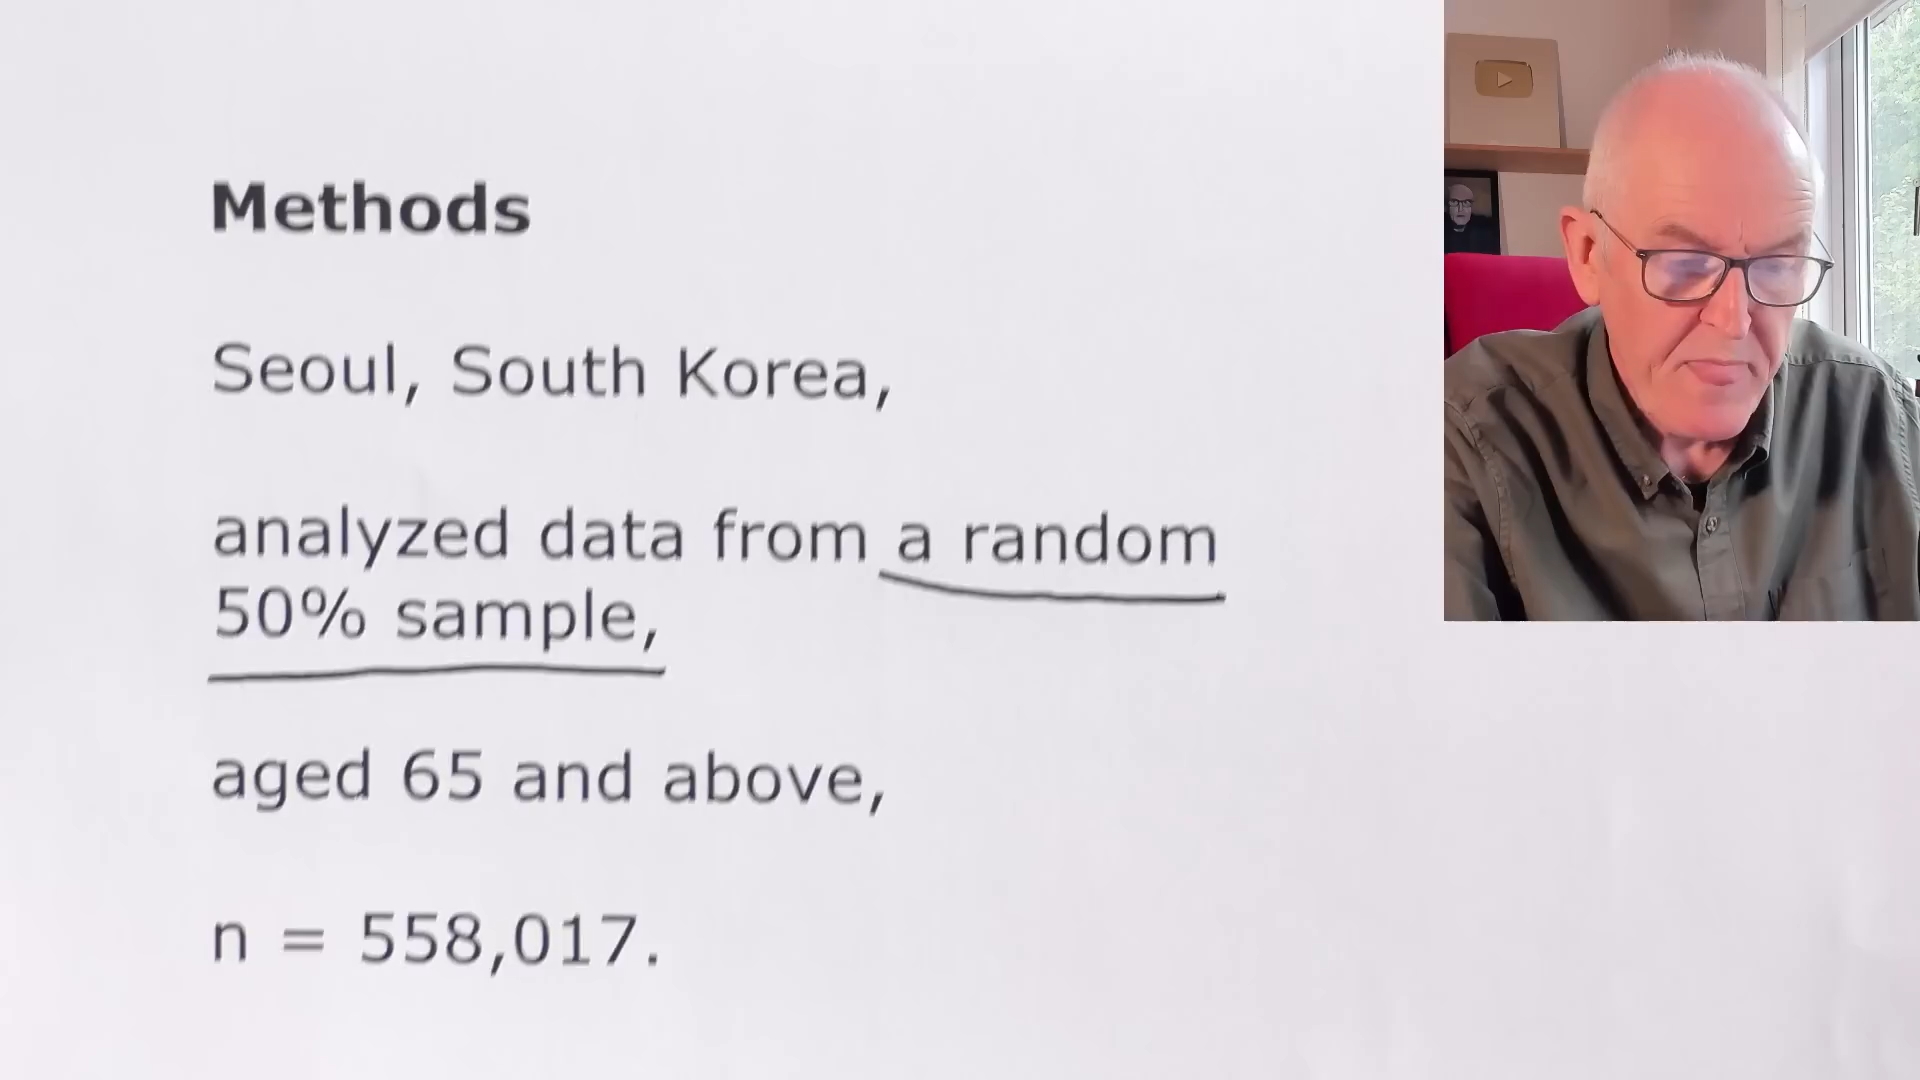 Methods
Seoul, South Korea,
analyzed data from a random
50% sample,
aged 65 and above,
n = 558,017.